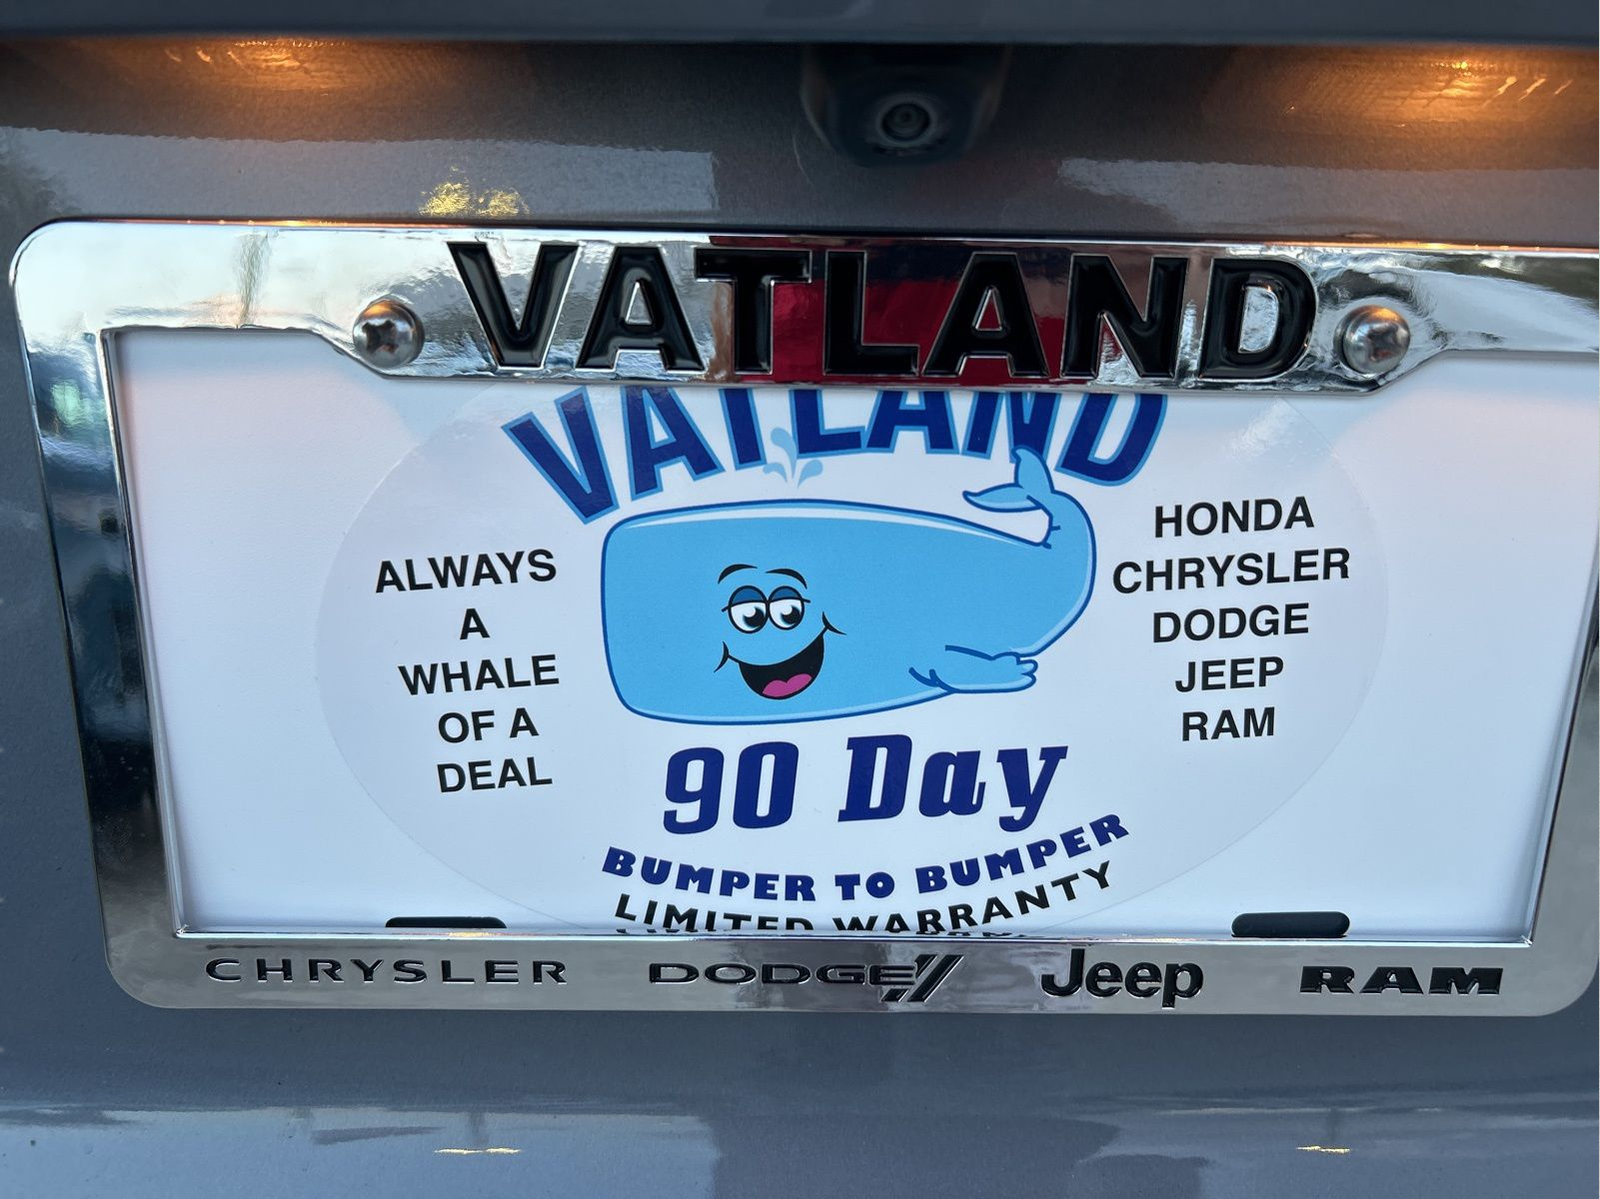 VATLAND
VATLAND
ALWAYS
A
WHALE
OF A
DEAL
HONDA
CHRYSLER
DODGE
JEEP
RAM
90 Day
BUMPER TO BUMPER
LIMITED WARRANTY
CHRYSLER DODGE Jeep RAM